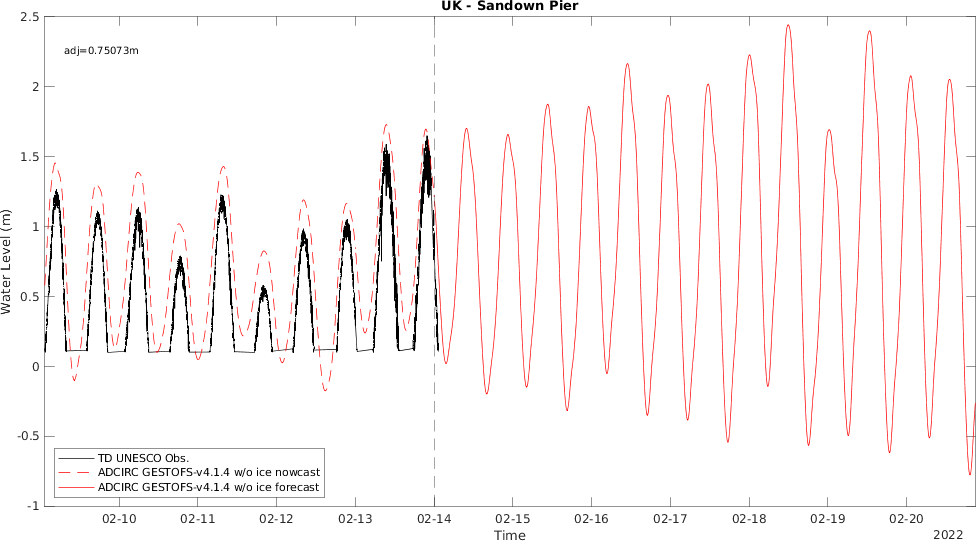 UK - Sandown Pier
adj=0.75073m
2.5
2
1.5
1
0.5
0
-0.5
-1
Water Level (m)
TD UNESCO Obs.
ADCIRC GESTOFS-v4.1.4 w/o ice nowcast
ADCIRC GESTOFS-v4.1.4 w/o ice forecast
02-10 02-11 02-12 02-13 02-14 02-15 02-16 02-17 02-18 02-19 02-20
Time
2022